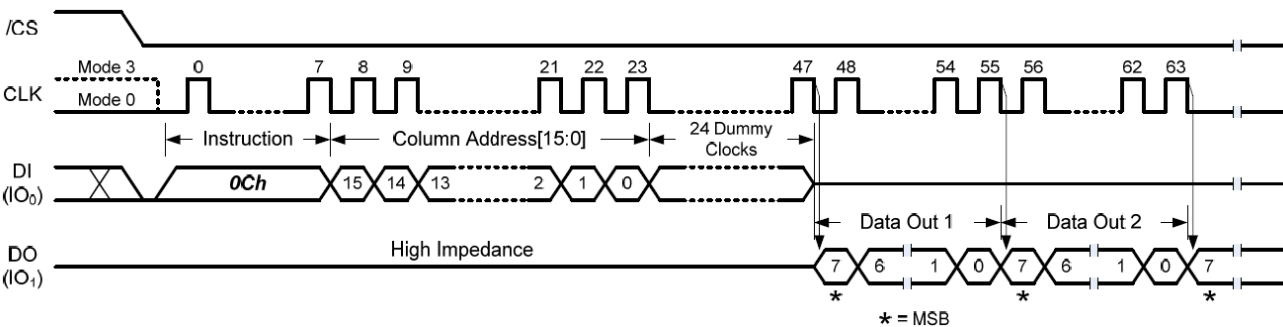 /CS
Mode 3 0 7 8 9 21 22 23 47 48 54 55 56 62 63
CLK
Mode 0
Instruction Column Address[15:0] 24 Dummy Clocks
DI
(IO₀)
0Ch 15 14 13 2 1 0
Data Out 1 Data Out 2
DO
(IO₁)
High Impedance
7 6 1 0 7 6 1 0 7
* * *
* = MSB